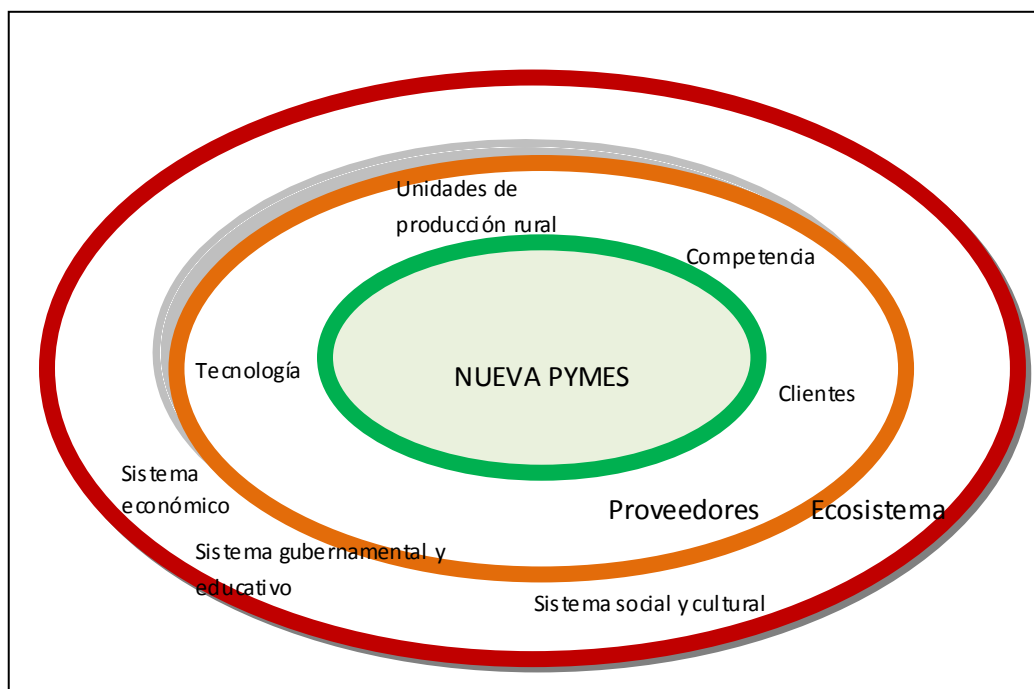 Unidades de
producción rural
Competencia
Tecnología
NUEVA PYMES
Clientes
Sistema
económico
Proveedores
Ecosistema
Sistema gubernamental y
educativo
Sistema social y cultural